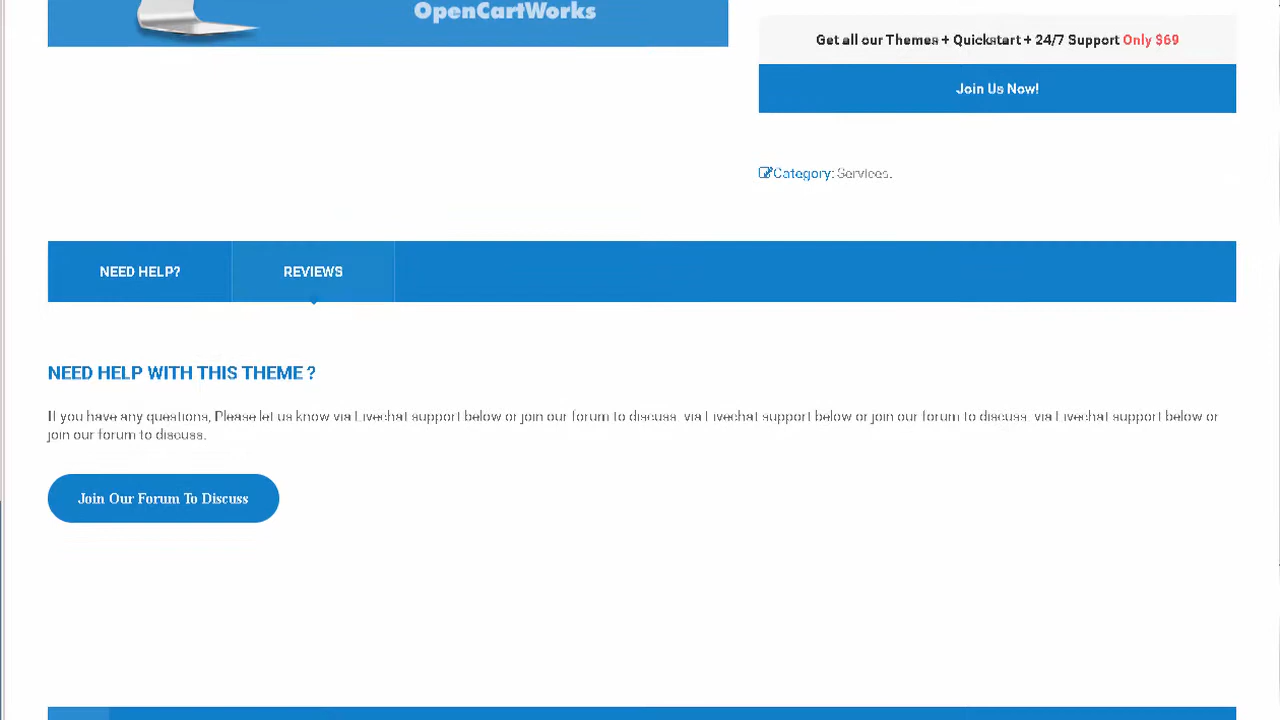 OpenCartWorks
Get all our Themes + Quickstart + 24/7 Support Only $69
Join Us Now!
Category: Services.
NEED HELP?
REVIEWS
NEED HELP WITH THIS THEME ?
If you have any questions, Please let us know via Livechat support below or join our forum to discuss. via Livechat support below or join our forum to discuss. via Livechat support below or
join our forum to discuss.
Join Our Forum To Discuss